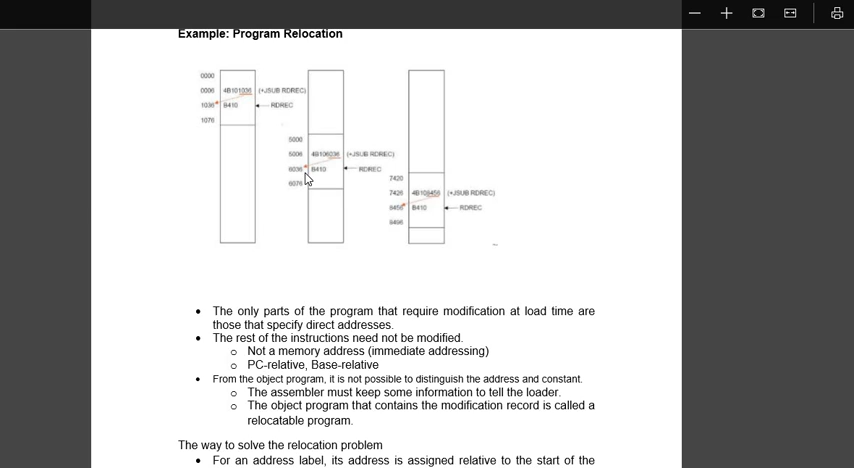 Example: Program Relocation
0000
0006 4B101036 (+JSUB RDREC)
1036 B410 RDREC
1076
5000
5006 4B106036 (+JSUB RDREC)
6036 B410 RDREC
6076
7420
7426 4B108456 (+JSUB RDREC)
8456 B410 RDREC
8496
• The only parts of the program that require modification at load time are
those that specify direct addresses.
• The rest of the instructions need not be modified.
o Not a memory address (immediate addressing)
o PC-relative, Base-relative
• From the object program, it is not possible to distinguish the address and constant.
o The assembler must keep some information to tell the loader.
o The object program that contains the modification record is called a
relocatable program.
The way to solve the relocation problem
• For an address label, its address is assigned relative to the start of the